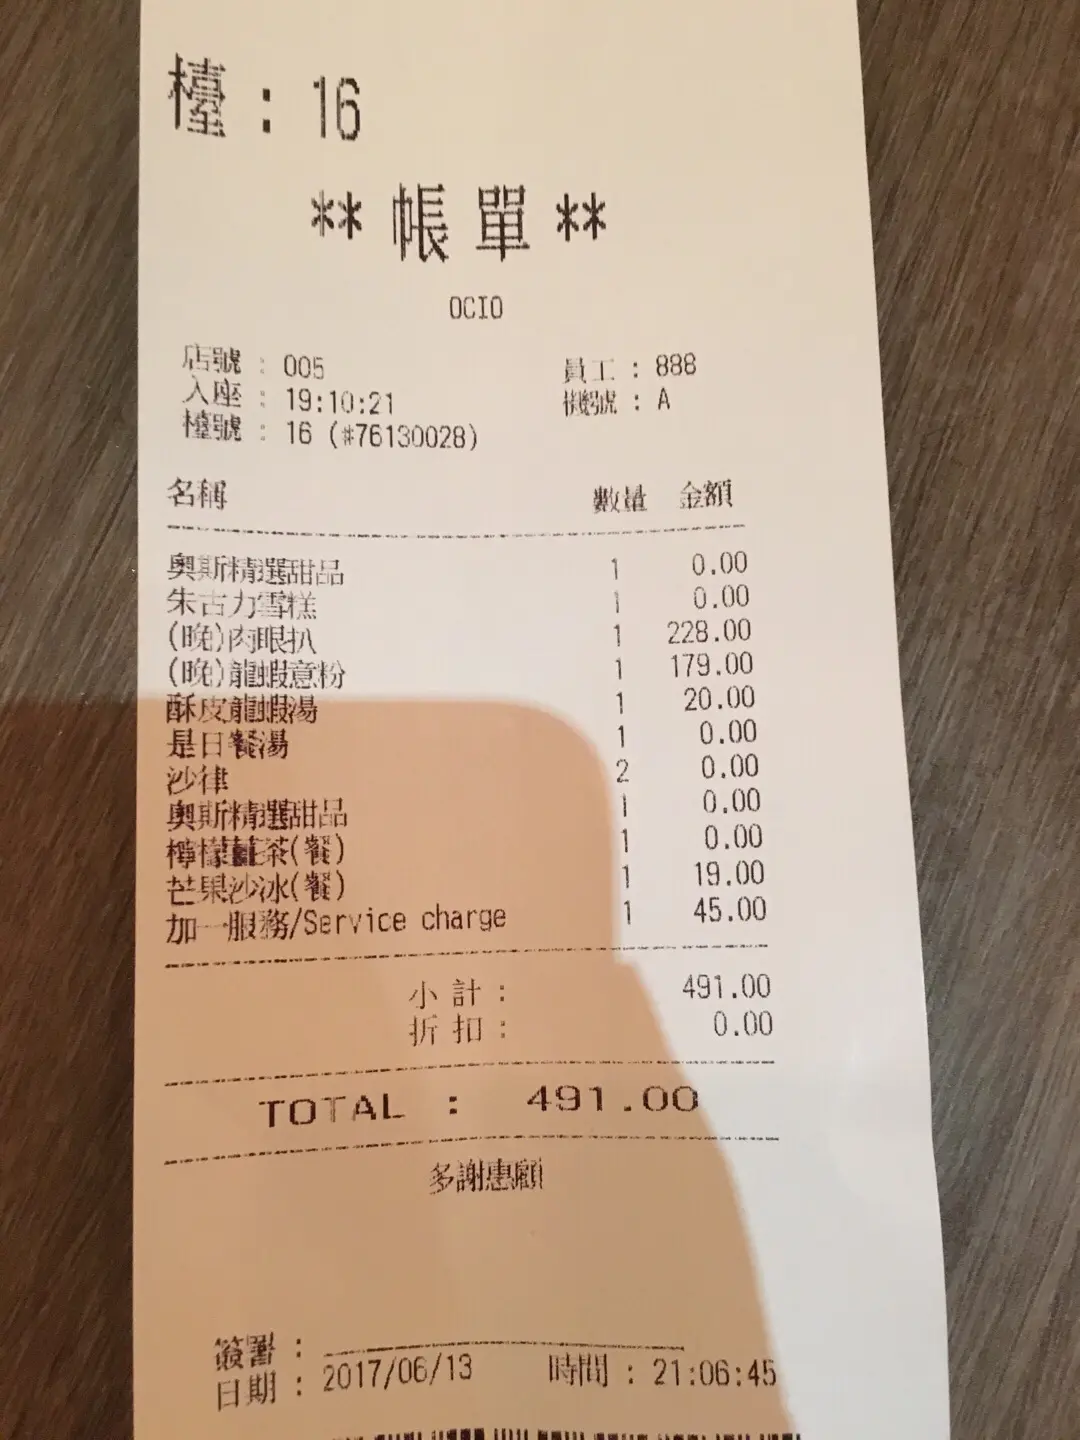 檯 : 16
** 帳 單 **
OCIO
店號 : 005 員工 : 888
入座 : 19:10:21 機號 : A
檯號 : 16 (#76130028)
名稱 數量 金額
奧斯精選甜品 1 0.00
朱古力雪糕 1 0.00
(晚)肉眼扒 1 228.00
(晚)龍蝦意粉 1 179.00
酥皮龍蝦湯 1 20.00
是日餐湯 1 0.00
沙律 2 0.00
奧斯精選甜品 1 0.00
檸檬薑茶(餐) 1 0.00
芒果沙冰(餐) 1 19.00
加一服務/Service charge 1 45.00
小 計 : 491.00
折 扣 : 0.00
TOTAL : 491.00
多謝惠顧
簽署 :
日期 : 2017/06/13 時間 : 21:06:45